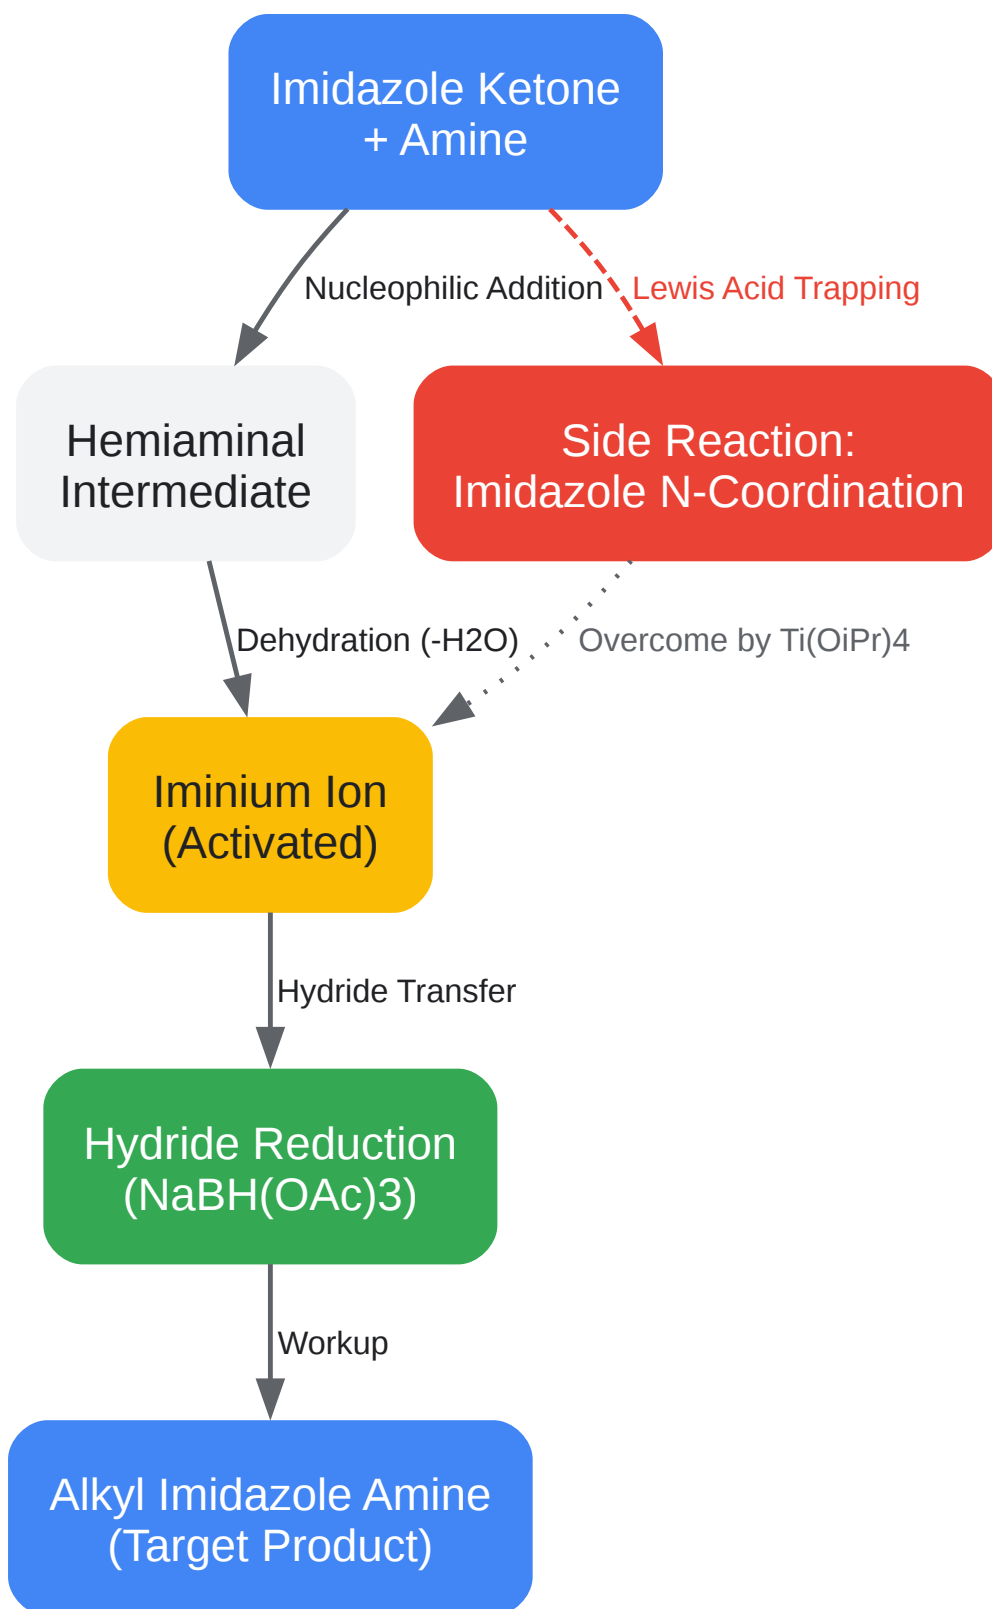 Imidazole Ketone
+ Amine
Nucleophilic Addition
Lewis Acid Trapping
Hemiaminal
Intermediate
Side Reaction:
Imidazole N-Coordination
Dehydration (-H2O)
Overcome by Ti(OiPr)4
Iminium Ion
(Activated)
Hydride Transfer
Hydride Reduction
(NaBH(OAc)3)
Workup
Alkyl Imidazole Amine
(Target Product)